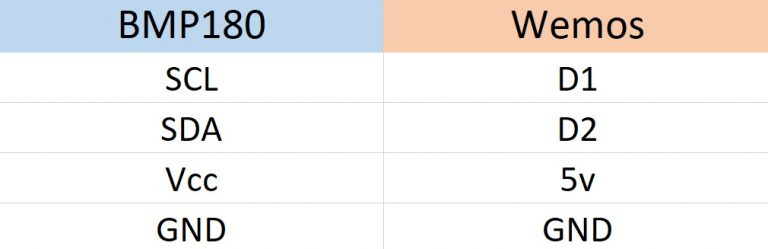 BMP180 Wemos
SCL D1
SDA D2
Vcc 5v
GND GND